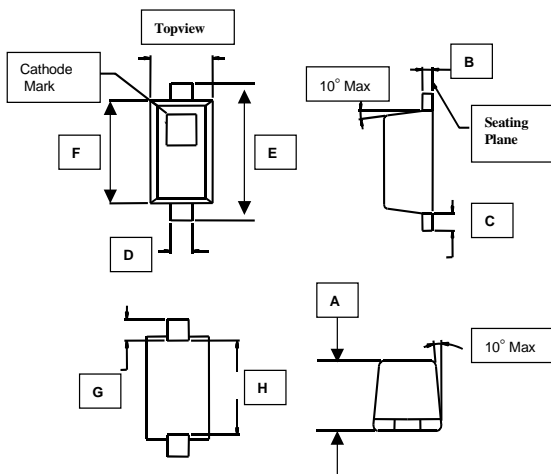 Topview
Cathode
Mark
B
10° Max
F
E
Seating
Plane
C
D
A
10° Max
G
H